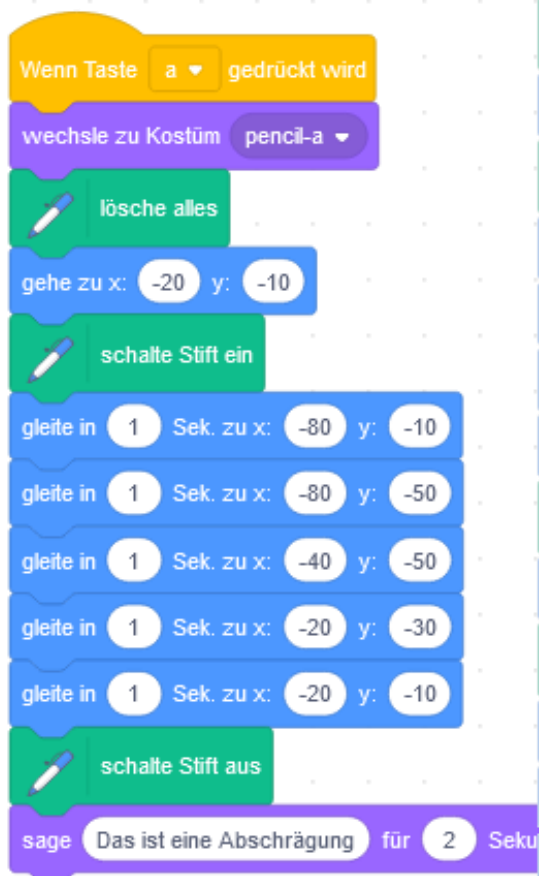 Wenn Taste a gedrückt wird
wechsle zu Kostüm pencil-a
lösche alles
gehe zu x: -20 y: -10
schalte Stift ein
gleite in 1 Sek. zu x: -80 y: -10
gleite in 1 Sek. zu x: -80 y: -50
gleite in 1 Sek. zu x: -40 y: -50
gleite in 1 Sek. zu x: -20 y: -30
gleite in 1 Sek. zu x: -20 y: -10
schalte Stift aus
sage Das ist eine Abschrägung für 2 Seku